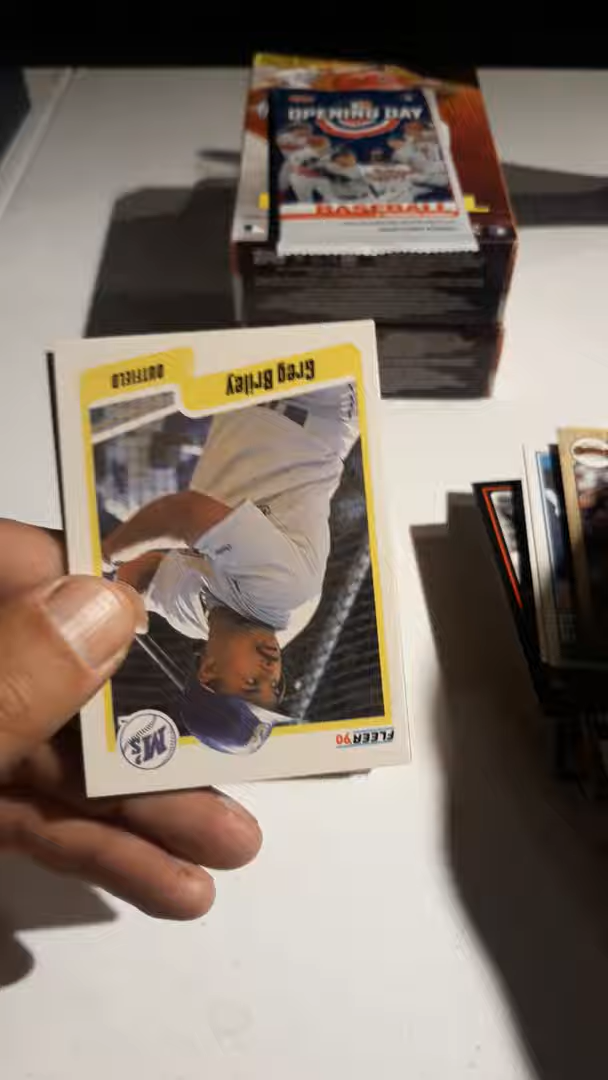 OPENING DAY
BASEBALL
Greg Briley
OUTFIELD
M's
FLEER '90